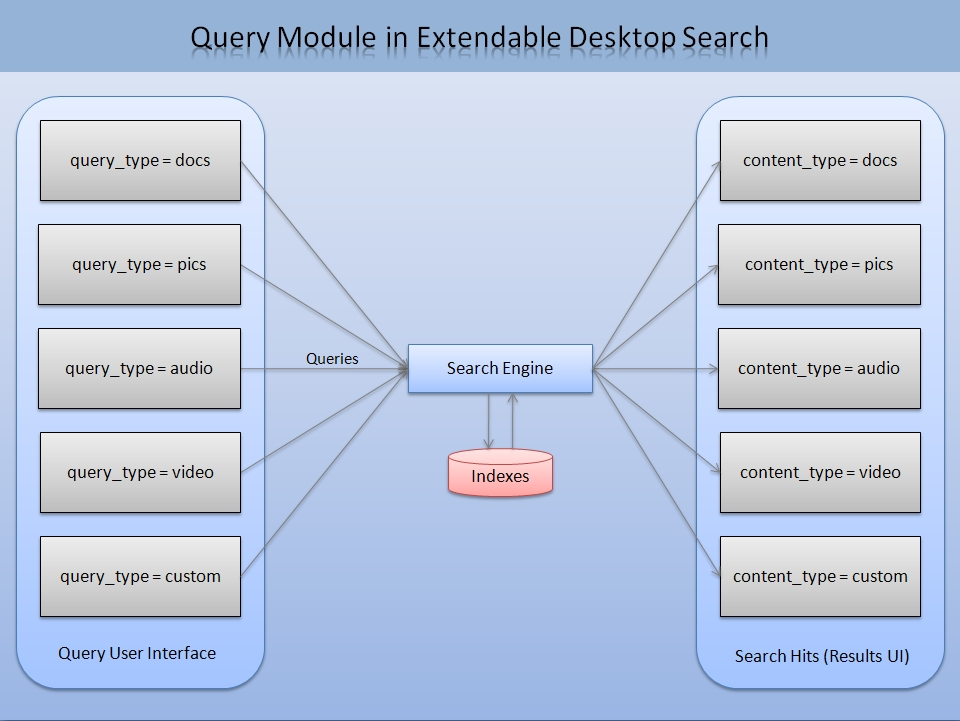 Query Module in Extendable Desktop Search
query_type = docs
query_type = pics
query_type = audio
query_type = video
query_type = custom
Query User Interface
Queries
Search Engine
Indexes
content_type = docs
content_type = pics
content_type = audio
content_type = video
content_type = custom
Search Hits (Results UI)